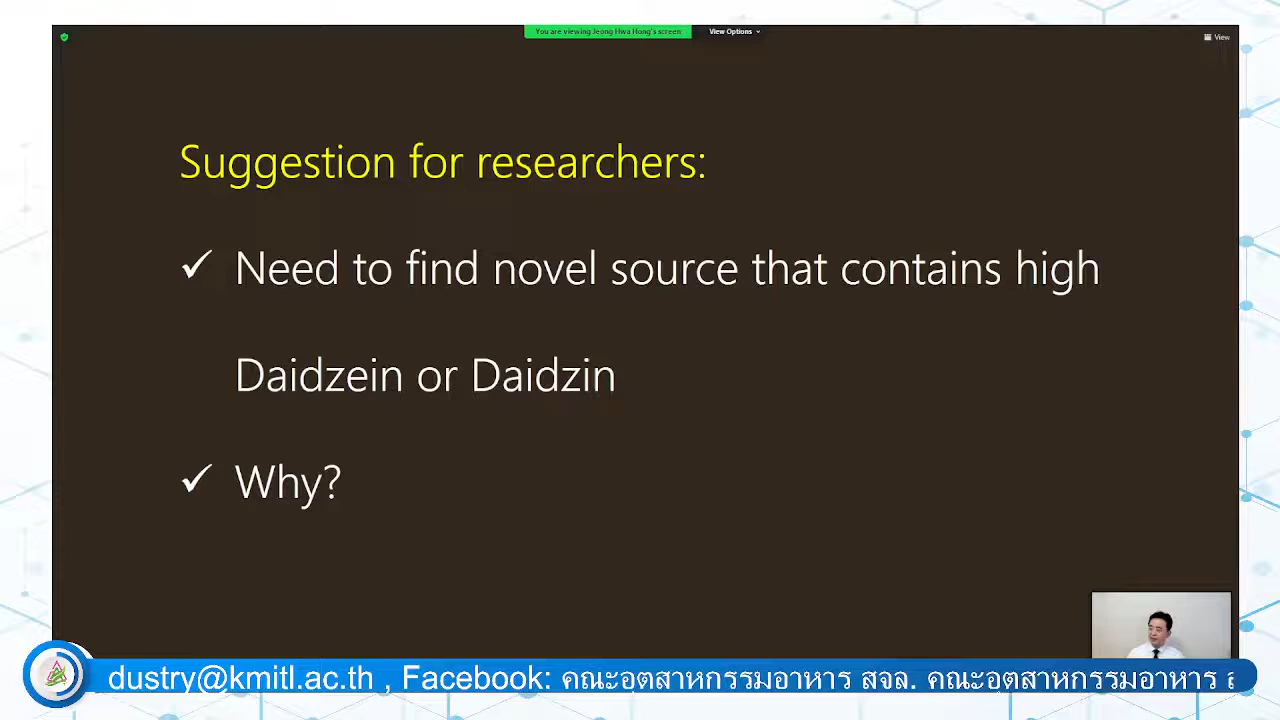 You are viewing Jeong Hwa Hong's screen
View Options
View
Suggestion for researchers:
✓ Need to find novel source that contains high
Daidzein or Daidzin
✓ Why?
dustry@kmitl.ac.th , Facebook: คณะอุตสาหกรรมอาหาร สจล. คณะอุตสาหกรรมอาหาร